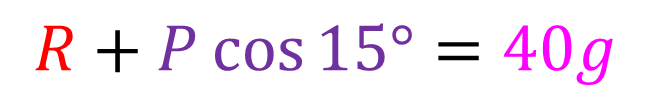 R + P cos 15° = 40g